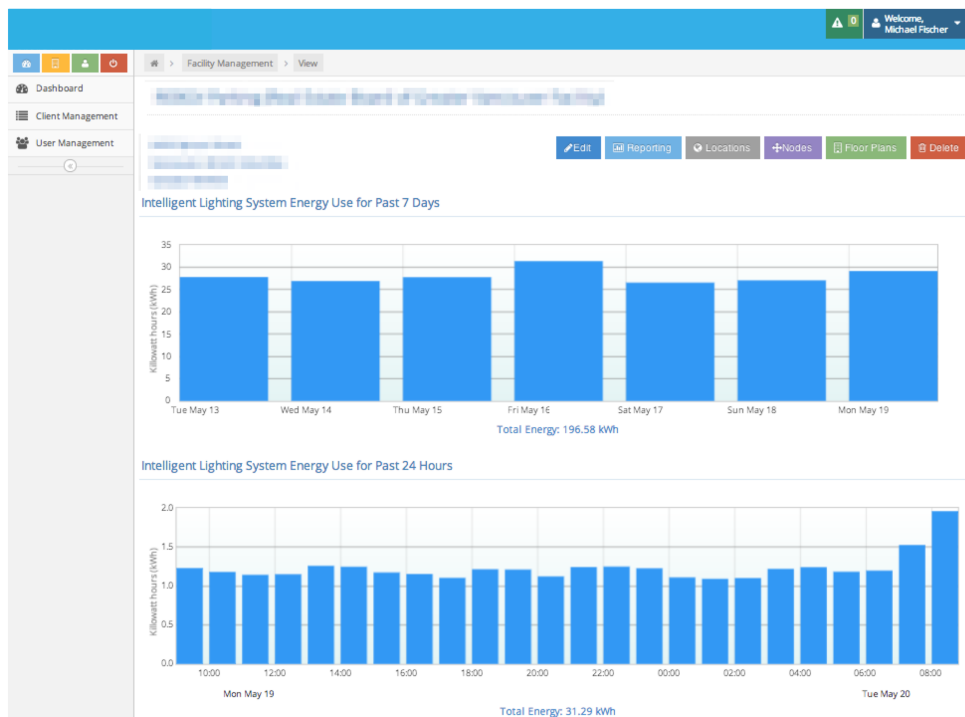 0
Welcome,
Michael Fischer
Facility Management > View
Dashboard
Client Management
User Management
Edit
Reporting
Locations
Nodes
Floor Plans
Delete
Intelligent Lighting System Energy Use for Past 7 Days
35
30
25
20
15
10
5
0
Killowatt hours (kWh)
Tue May 13
Wed May 14
Thu May 15
Fri May 16
Sat May 17
Sun May 18
Mon May 19
Total Energy: 196.58 kWh
Intelligent Lighting System Energy Use for Past 24 Hours
2.0
1.5
1.0
0.5
0.0
Killowatt hours (kWh)
10:00
12:00
14:00
16:00
18:00
20:00
22:00
00:00
02:00
04:00
06:00
08:00
Mon May 19
Tue May 20
Total Energy: 31.29 kWh